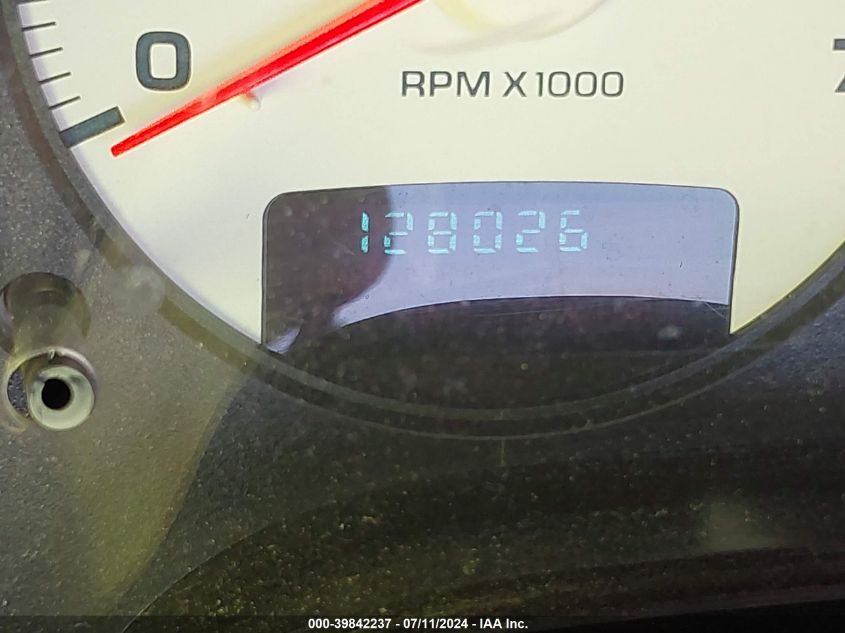 0
RPM X1000
128026
000-39842237 - 07/11/2024 - IAA Inc.